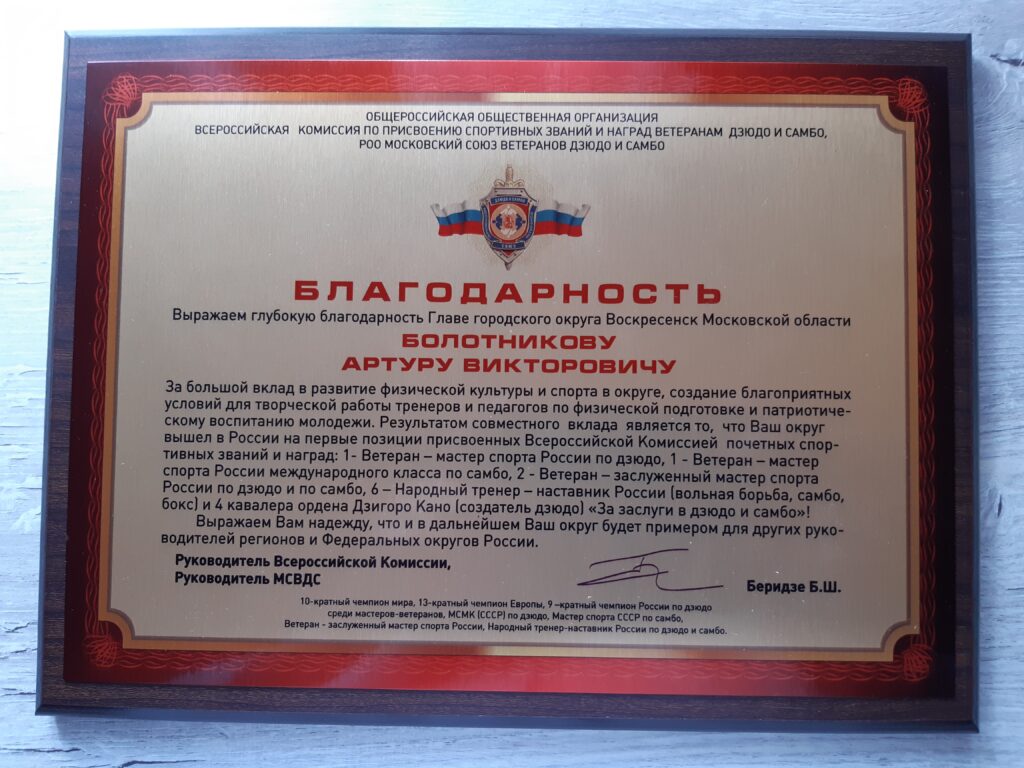 ОБЩЕРОССИЙСКАЯ ОБЩЕСТВЕННАЯ ОРГАНИЗАЦИЯ
ВСЕРОССИЙСКАЯ КОМИССИЯ ПО ПРИСВОЕНИЮ СПОРТИВНЫХ ЗВАНИЙ И НАГРАД ВЕТЕРАНАМ ДЗЮДО И САМБО,
РОО МОСКОВСКИЙ СОЮЗ ВЕТЕРАНОВ ДЗЮДО И САМБО
ДЗЮДО И САМБО
БЛАГОДАРНОСТЬ
Выражаем глубокую благодарность Главе городского округа Воскресенск Московской области
БОЛОТНИКОВУ
АРТУРУ ВИКТОРОВИЧУ
За большой вклад в развитие физической культуры и спорта в округе, создание благоприятных
условий для творческой работы тренеров и педагогов по физической подготовке и патриотиче-
скому воспитанию молодежи. Результатом совместного вклада является то, что Ваш округ
вышел в России на первые позиции присвоенных Всероссийской Комиссией почетных спор-
тивных званий и наград: 1- Ветеран – мастер спорта России по дзюдо, 1 - Ветеран – мастер
спорта России международного класса по самбо, 2 - Ветеран – заслуженный мастер спорта
России по дзюдо и по самбо, 6 – Народный тренер – наставник России (вольная борьба, самбо,
бокс) и 4 кавалера ордена Дзигоро Кано (создатель дзюдо) «За заслуги в дзюдо и самбо»!
Выражаем Вам надежду, что и в дальнейшем Ваш округ будет примером для других руко-
водителей регионов и Федеральных округов России.
Руководитель Всероссийской Комиссии,
Руководитель МСВДС
Беридзе Б.Ш.
10-кратный чемпион мира, 13-кратный чемпион Европы, 9 –кратный чемпион России по дзюдо
среди мастеров-ветеранов, МСМК (СССР) по дзюдо, Мастер спорта СССР по самбо,
Ветеран - заслуженный мастер спорта России, Народный тренер-наставник России по дзюдо и самбо.